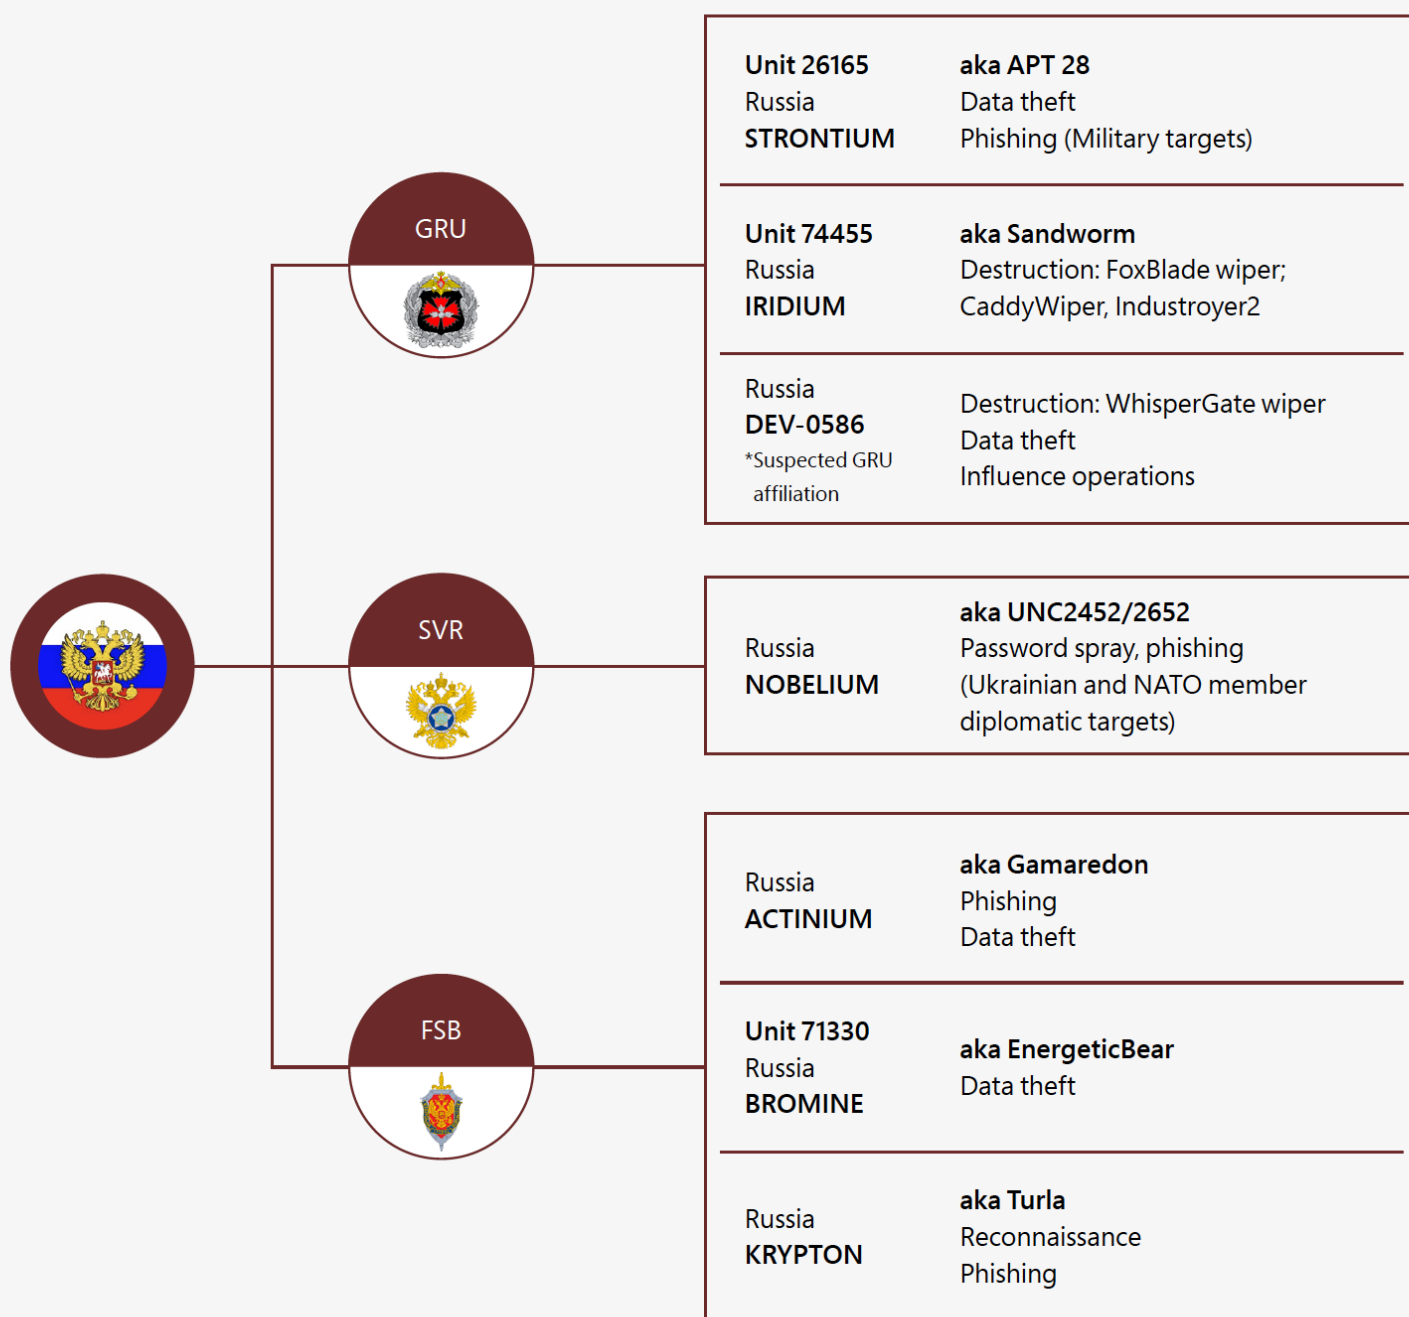 GRU
Unit 26165
Russia
STRONTIUM
aka APT 28
Data theft
Phishing (Military targets)
Unit 74455
Russia
IRIDIUM
aka Sandworm
Destruction: FoxBlade wiper;
CaddyWiper, Industroyer2
Russia
DEV-0586
*Suspected GRU
affiliation
Destruction: WhisperGate wiper
Data theft
Influence operations
SVR
Russia
NOBELIUM
aka UNC2452/2652
Password spray, phishing
(Ukrainian and NATO member
diplomatic targets)
FSB
Russia
ACTINIUM
aka Gamaredon
Phishing
Data theft
Unit 71330
Russia
BROMINE
aka EnergeticBear
Data theft
Russia
KRYPTON
aka Turla
Reconnaissance
Phishing